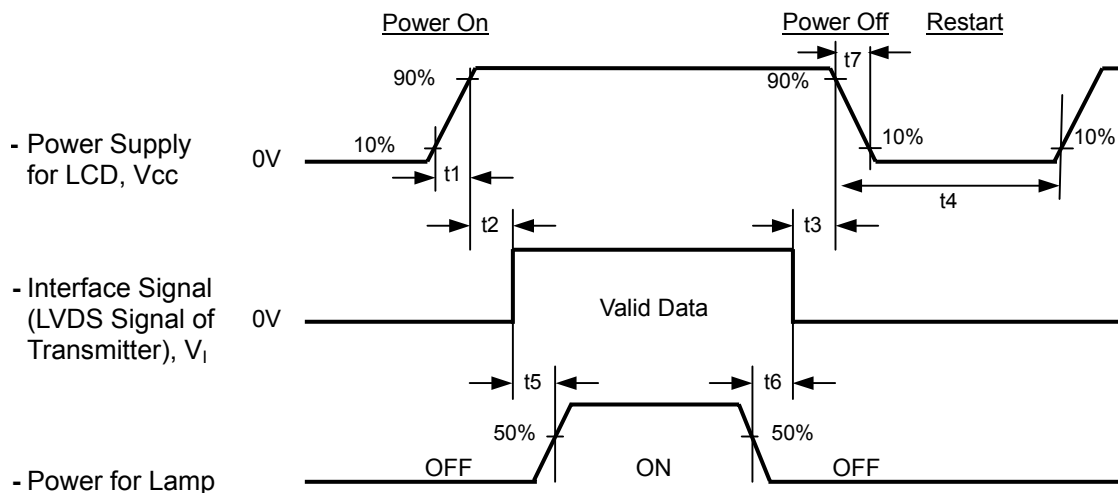 Power On
Power Off
Restart
t7
90%
90%
- Power Supply
for LCD, Vcc
0V
10%
10%
10%
t1
t4
t2
t3
- Interface Signal
(LVDS Signal of
Transmitter), VI
0V
Valid Data
t5
t6
50%
50%
- Power for Lamp
OFF
ON
OFF